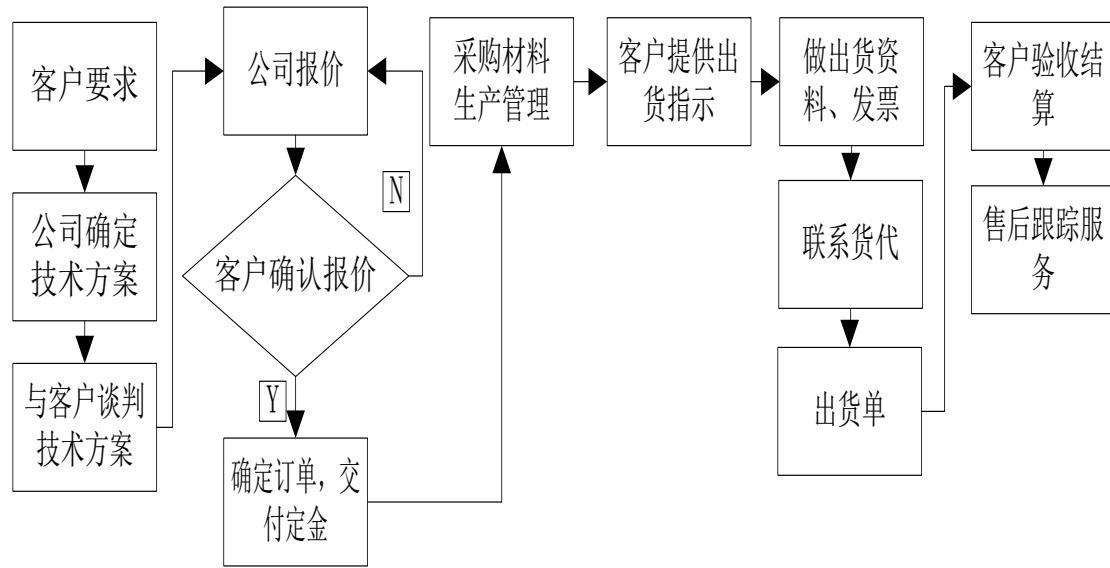 客户要求
公司确定
技术方案
与客户谈判
技术方案
公司报价
N
客户确认报价
Y
确定订单，交
付定金
采购材料
生产管理
客户提供出
货指示
做出货资
料、发票
联系货代
出货单
客户验收结
算
售后跟踪服
务